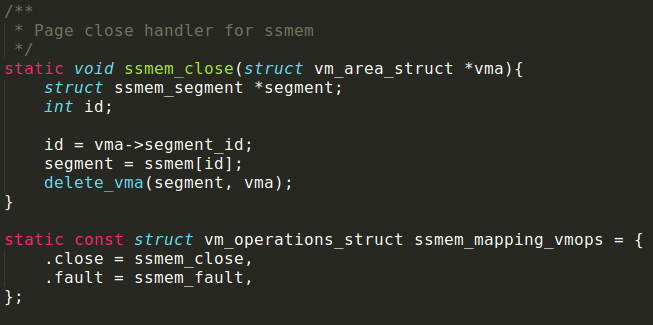 /**
 * Page close handler for ssmem
 */
static void ssmem_close(struct vm_area_struct *vma){
    struct ssmem_segment *segment;
    int id;

    id = vma->segment_id;
    segment = ssmem[id];
    delete_vma(segment, vma);
}

static const struct vm_operations_struct ssmem_mapping_vmops = {
    .close = ssmem_close,
    .fault = ssmem_fault,
};